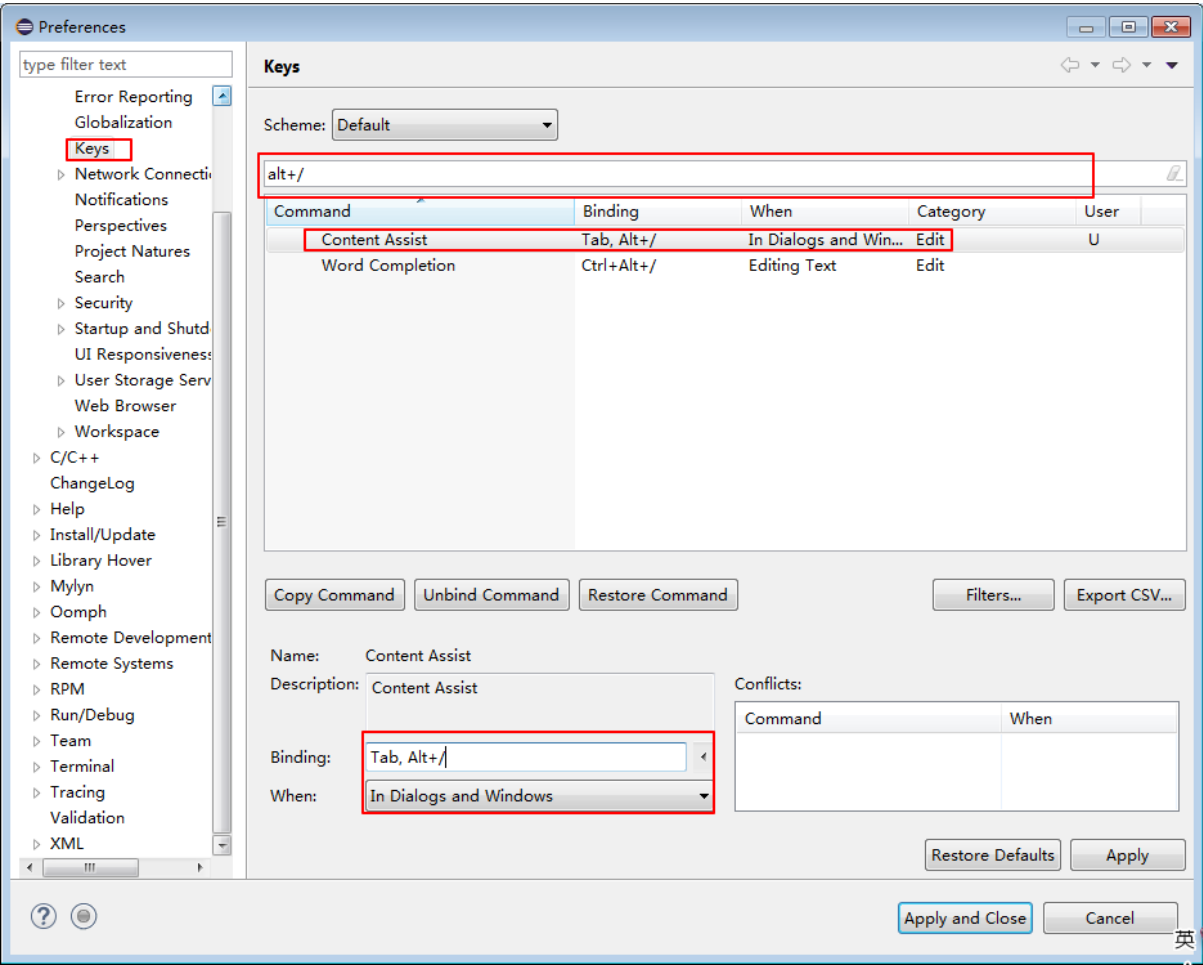 Preferences
type filter text
Error Reporting
Globalization
Keys
Network Connecti
Notifications
Perspectives
Project Natures
Search
Security
Startup and Shutd
UI Responsiveness
User Storage Serv
Web Browser
Workspace
C/C++
ChangeLog
Help
Install/Update
Library Hover
Mylyn
Oomph
Remote Development
Remote Systems
RPM
Run/Debug
Team
Terminal
Tracing
Validation
XML
Keys
Scheme: Default
alt+/
Command Binding When Category User
Content Assist Tab, Alt+/ In Dialogs and Win... Edit U
Word Completion Ctrl+Alt+/ Editing Text Edit
Copy Command Unbind Command Restore Command Filters... Export CSV...
Name: Content Assist
Description: Content Assist
Binding: Tab, Alt+/
When: In Dialogs and Windows
Conflicts:
Command When
Restore Defaults Apply
Apply and Close Cancel
英